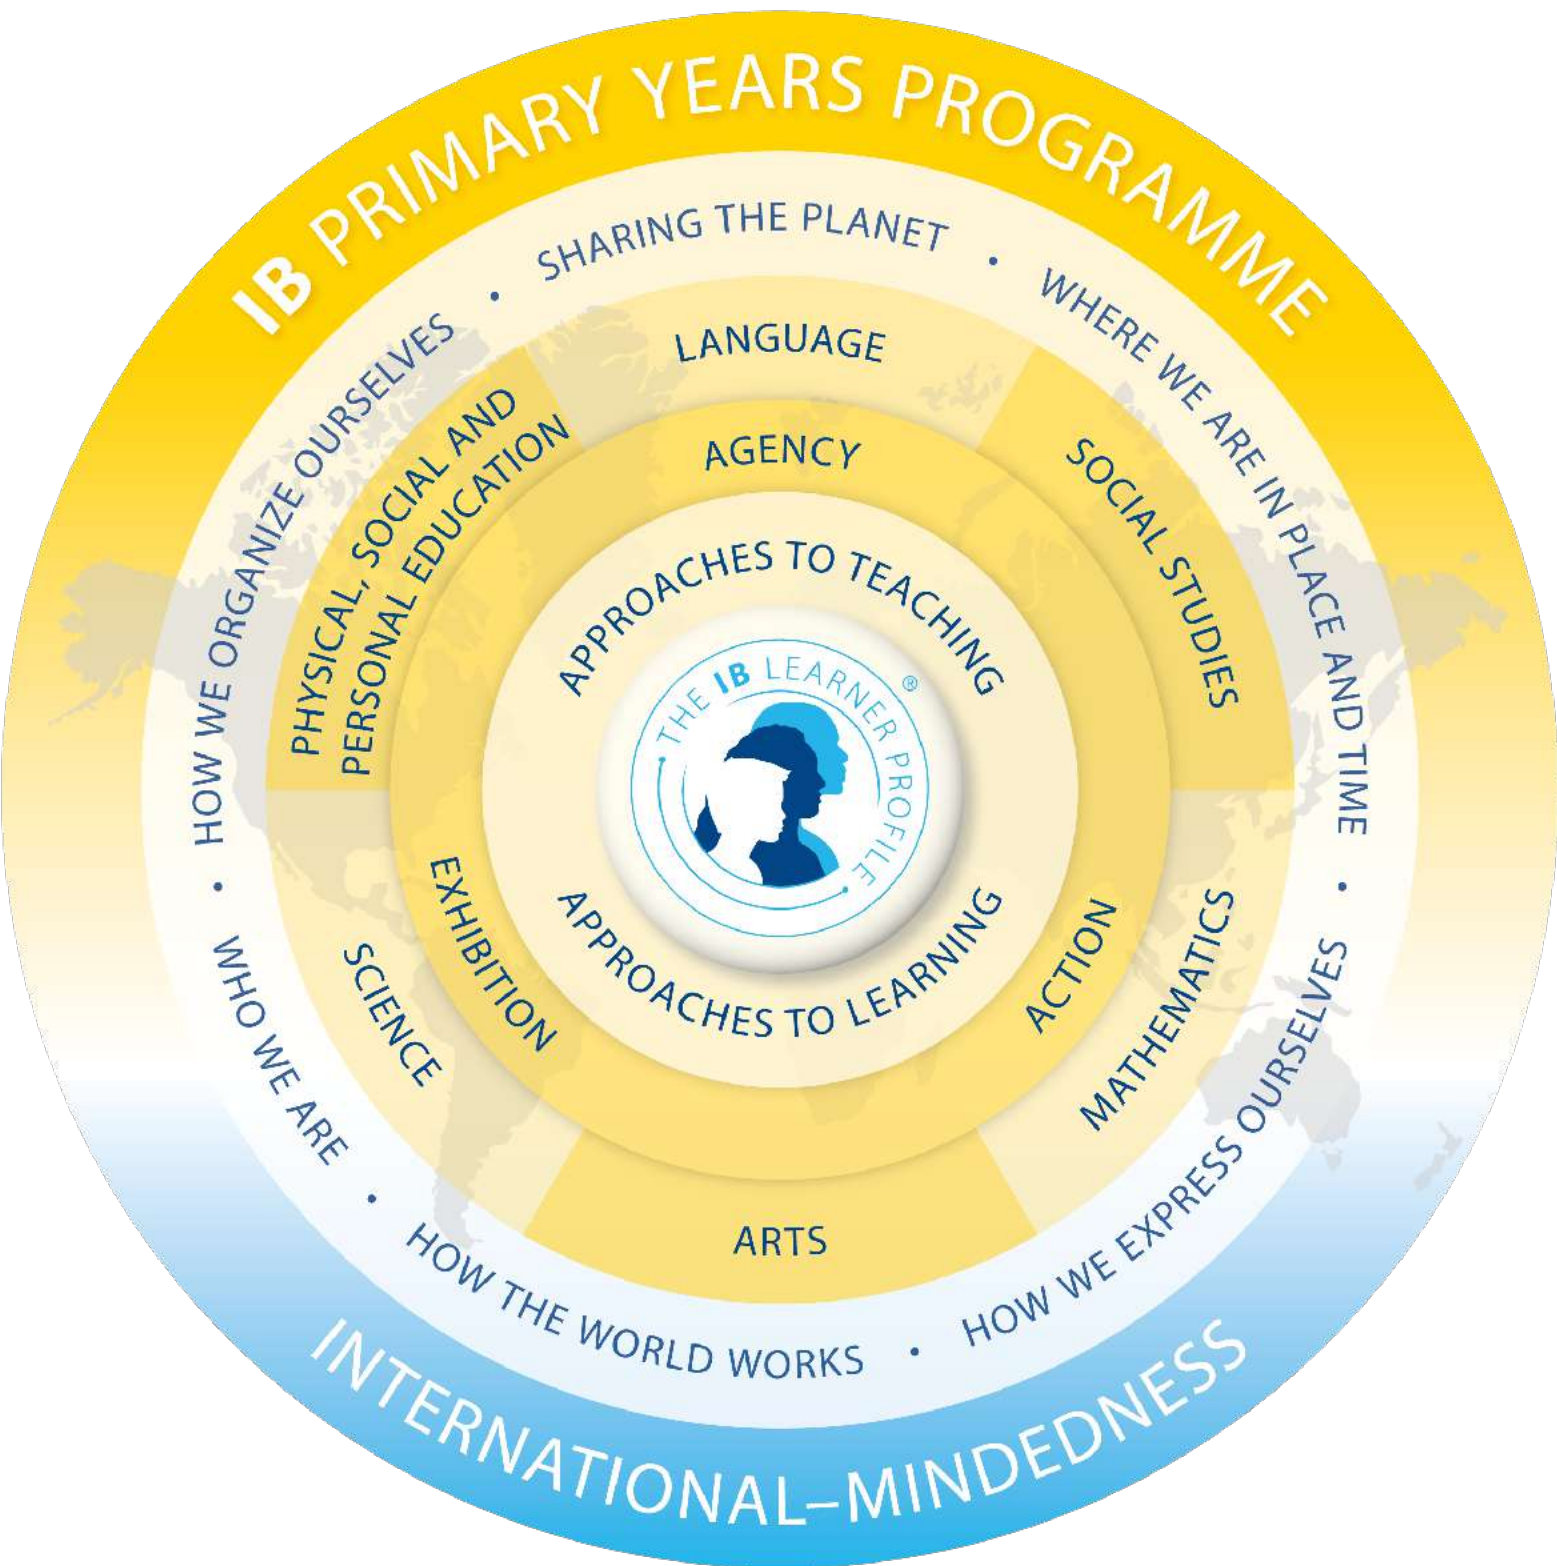 IB PRIMARY YEARS PROGRAMME
SHARING THE PLANET
•
WHERE WE ARE IN PLACE AND TIME
•
HOW WE EXPRESS OURSELVES
•
HOW THE WORLD WORKS
•
WHO WE ARE
•
HOW WE ORGANIZE OURSELVES
•
LANGUAGE
SOCIAL STUDIES
MATHEMATICS
ARTS
SCIENCE
PHYSICAL, SOCIAL AND
PERSONAL EDUCATION
AGENCY
ACTION
EXHIBITION
APPROACHES TO TEACHING
THE IB LEARNER PROFILE ®
APPROACHES TO LEARNING
INTERNATIONAL–MINDEDNESS